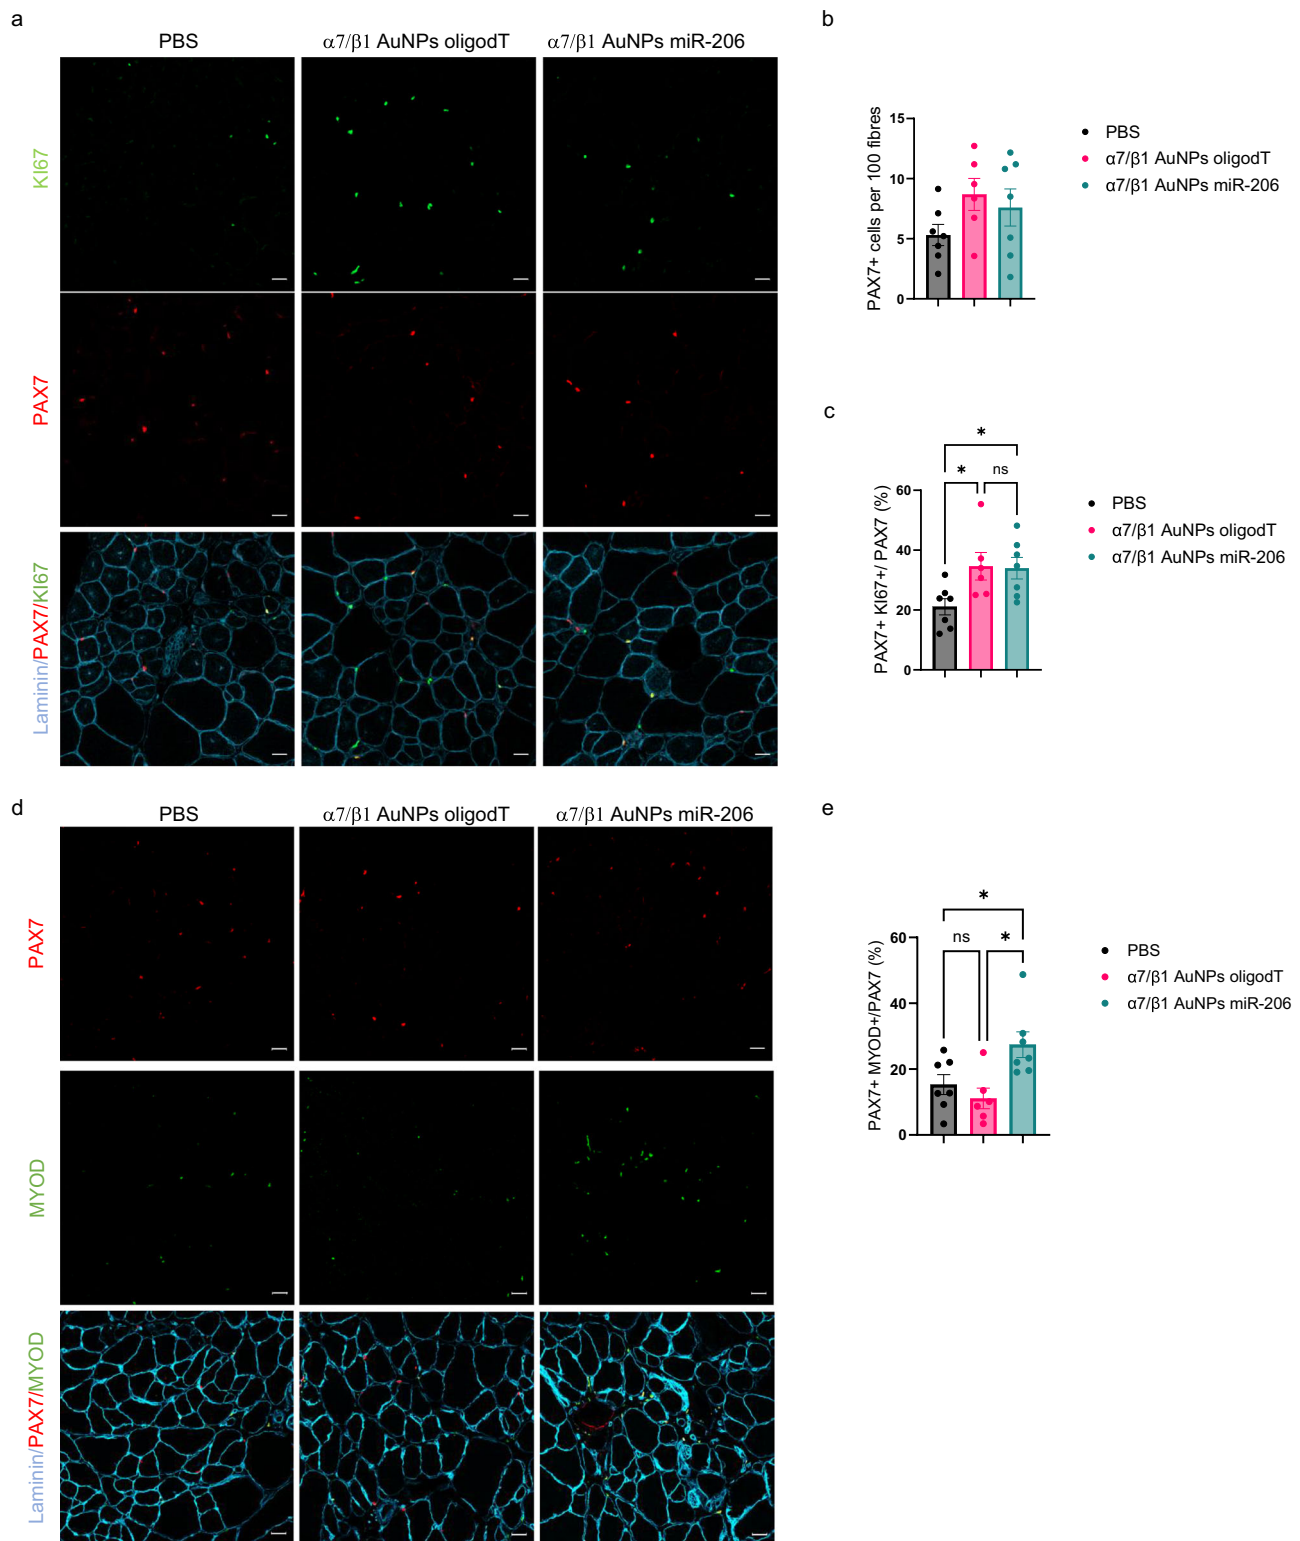 a
PBS
α7/β1 AuNPs oligodT
α7/β1 AuNPs miR-206
KI67
PAX7
Laminin/PAX7/KI67
b
PAX7+ cells per 100 fibres
15
10
5
0
PBS
α7/β1 AuNPs oligodT
α7/β1 AuNPs miR-206
c
PAX7+ KI67+/ PAX7 (%)
*
* ns
60
40
20
0
PBS
α7/β1 AuNPs oligodT
α7/β1 AuNPs miR-206
d
PBS
α7/β1 AuNPs oligodT
α7/β1 AuNPs miR-206
PAX7
MYOD
Laminin/PAX7/MYOD
e
PAX7+ MYOD+/PAX7 (%)
*
ns *
60
40
20
0
PBS
α7/β1 AuNPs oligodT
α7/β1 AuNPs miR-206